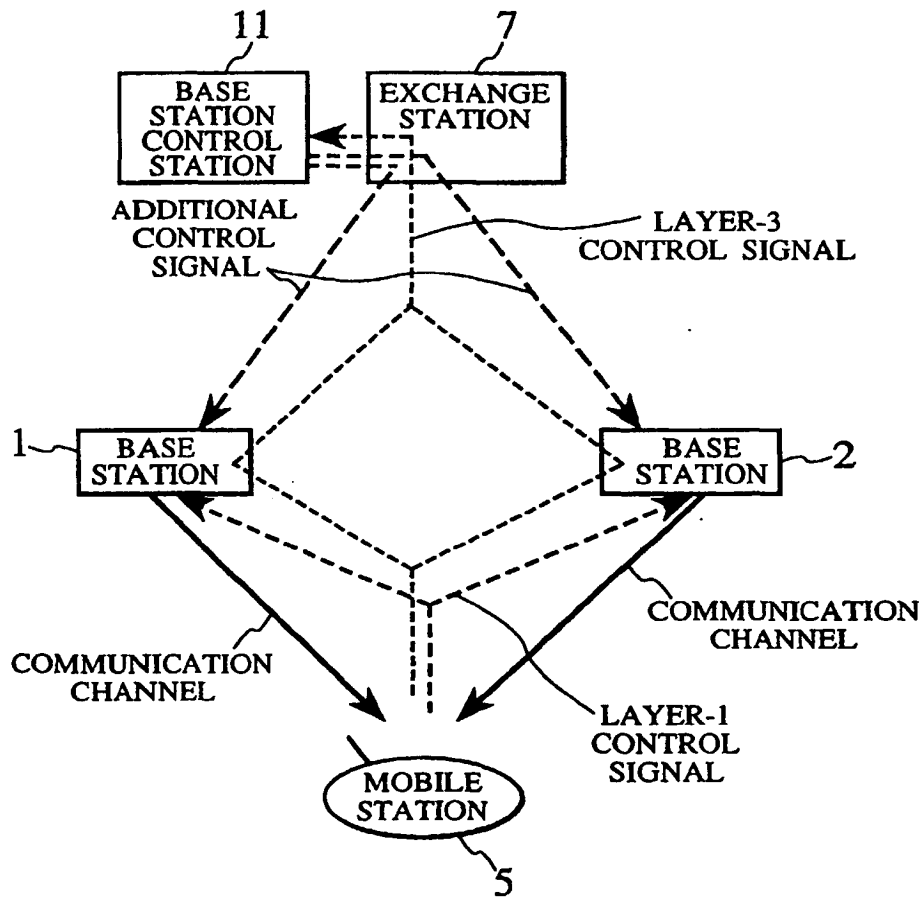 11
7
BASE
STATION
CONTROL
STATION
EXCHANGE
STATION
ADDITIONAL
CONTROL
SIGNAL
LAYER-3
CONTROL SIGNAL
1
BASE
STATION
BASE
STATION
2
COMMUNICATION
CHANNEL
COMMUNICATION
CHANNEL
LAYER-1
CONTROL
SIGNAL
MOBILE
STATION
5